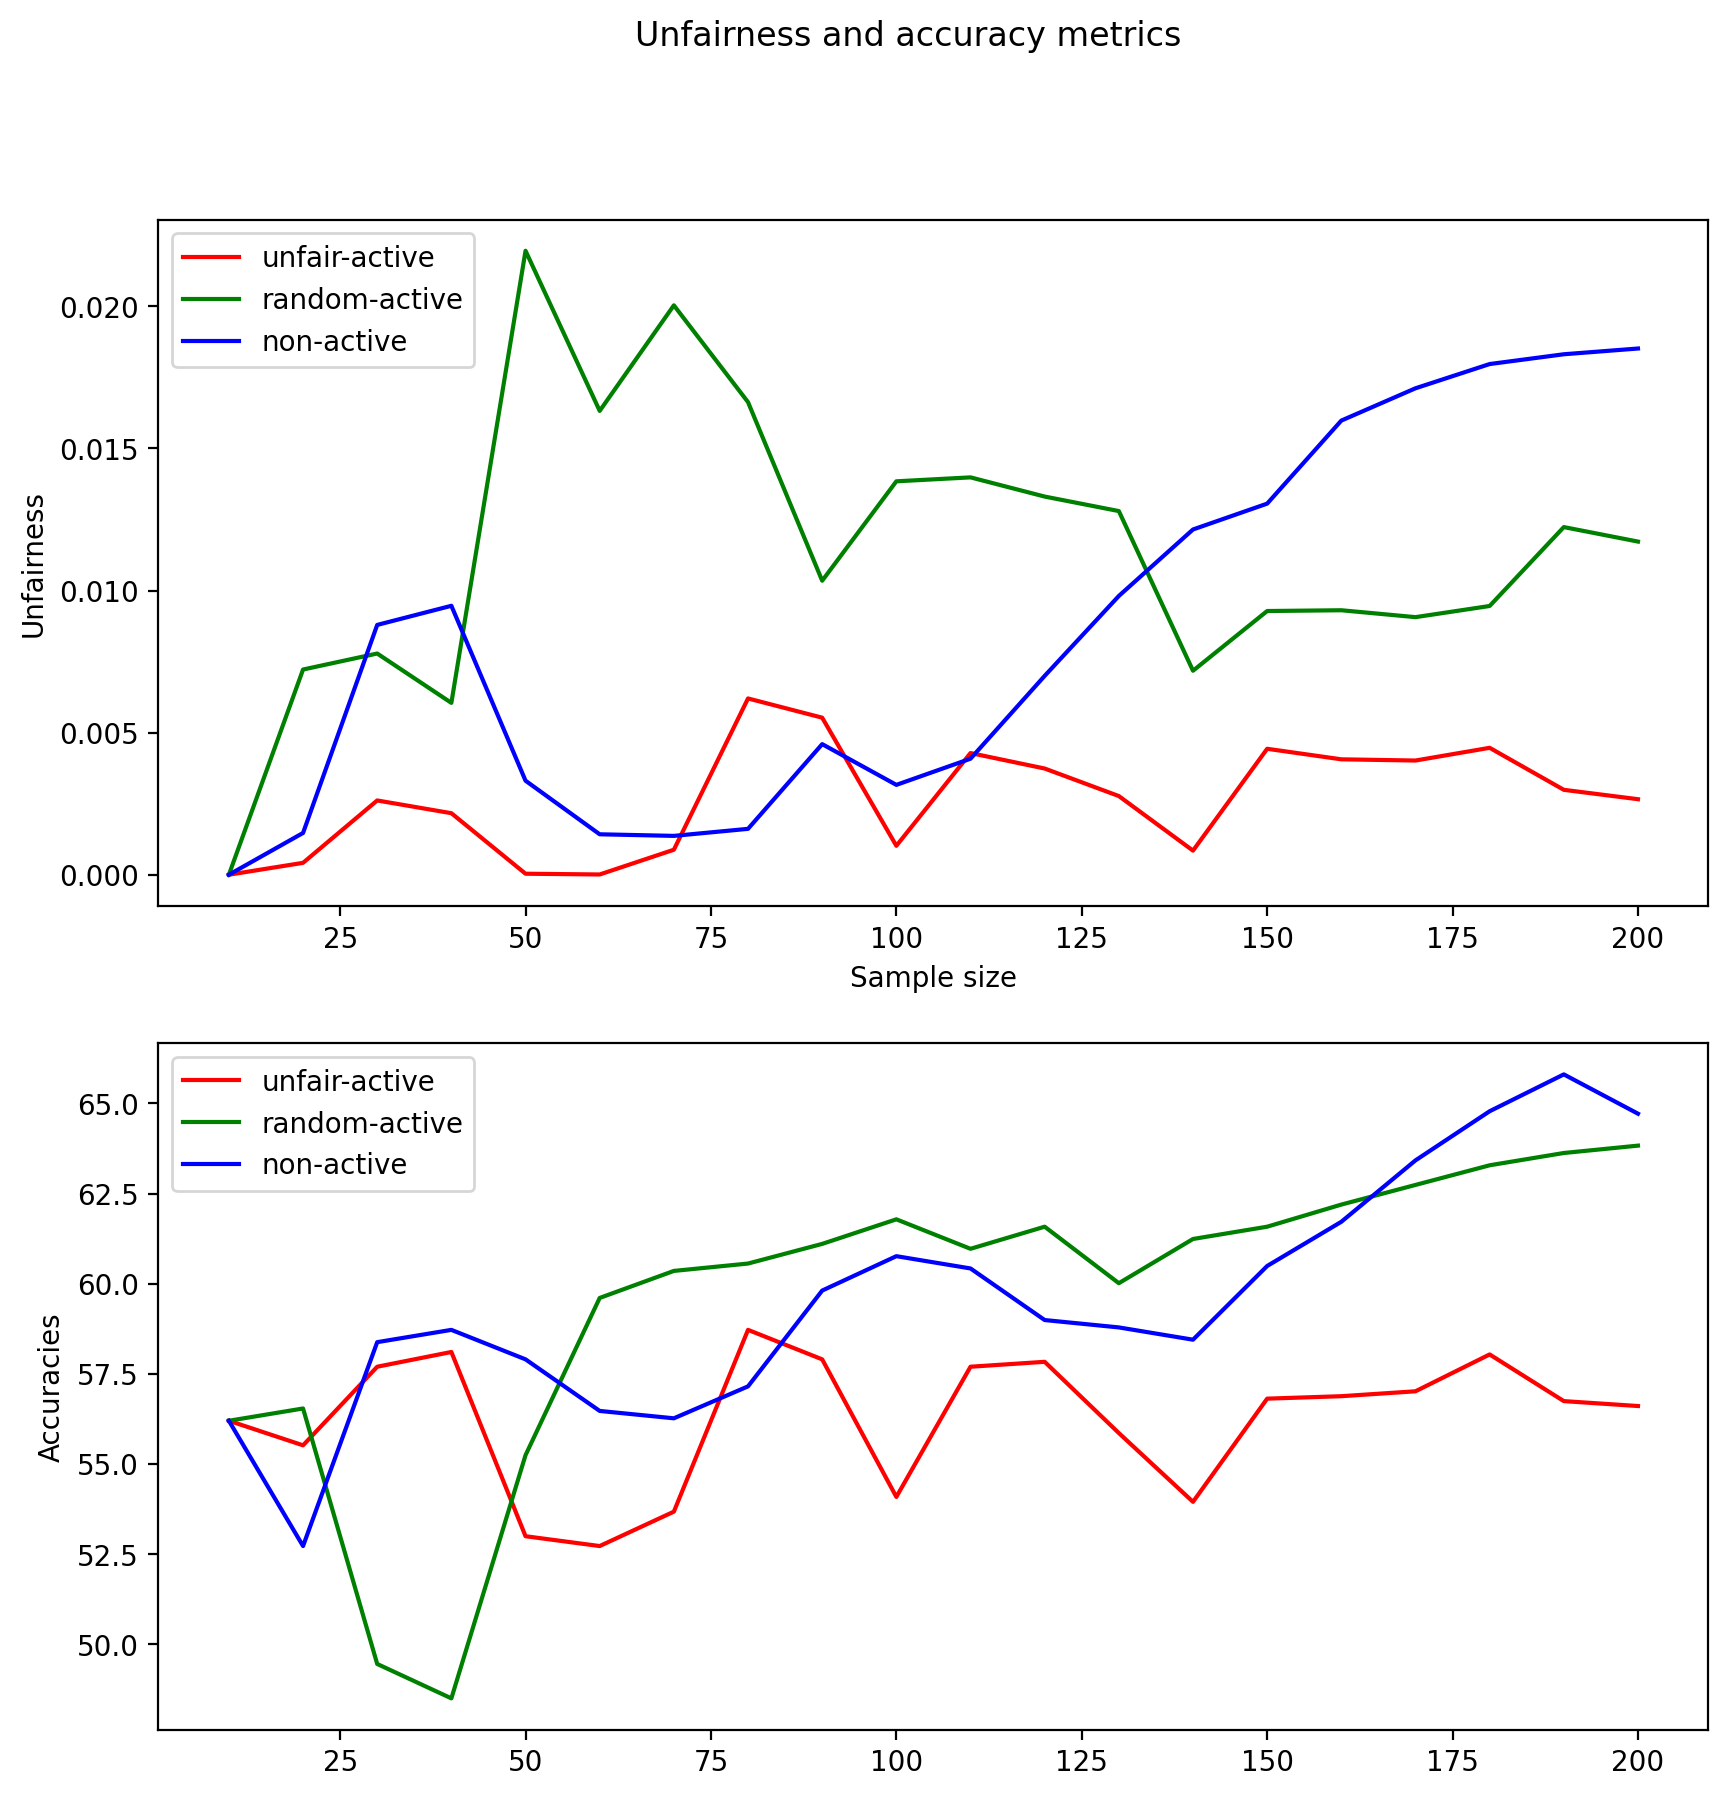 Unfairness and accuracy metrics
unfair-active
random-active
non-active
0.020
0.015
0.010
0.005
0.000
Unfairness
25 50 75 100 125 150 175 200
Sample size
unfair-active
random-active
non-active
65.0
62.5
60.0
57.5
55.0
52.5
50.0
Accuracies
25 50 75 100 125 150 175 200